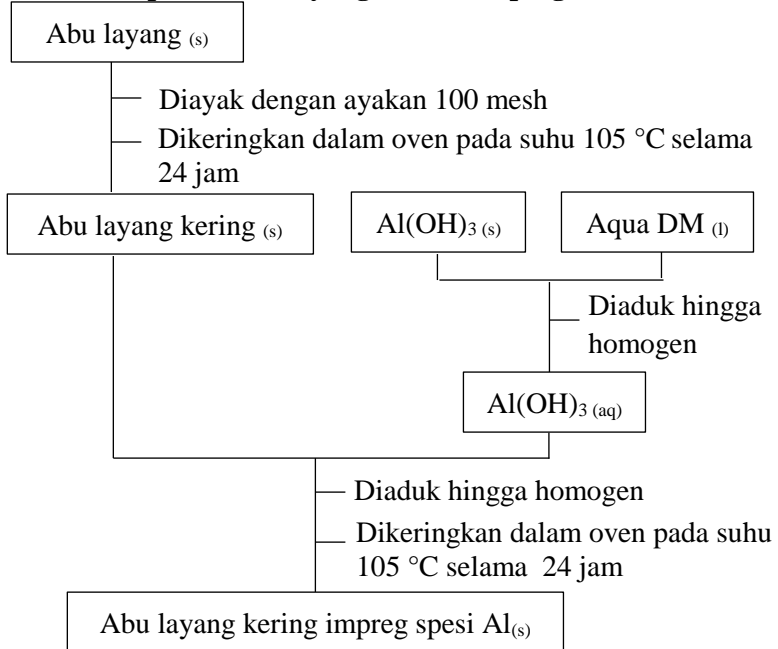 Abu layang (s)
Diayak dengan ayakan 100 mesh
Dikeringkan dalam oven pada suhu 105 °C selama
24 jam
Abu layang kering (s)
Al(OH)3 (s)
Aqua DM (l)
Diaduk hingga
homogen
Al(OH)3 (aq)
Diaduk hingga homogen
Dikeringkan dalam oven pada suhu
105 °C selama 24 jam
Abu layang kering impreg spesi Al(s)